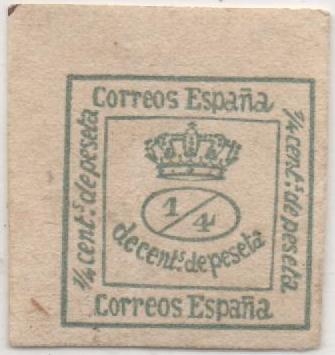 Correos España
¼ cent.s de peseta
1/4
de cent.s de peseta
¼ cent.s de peseta
Correos España